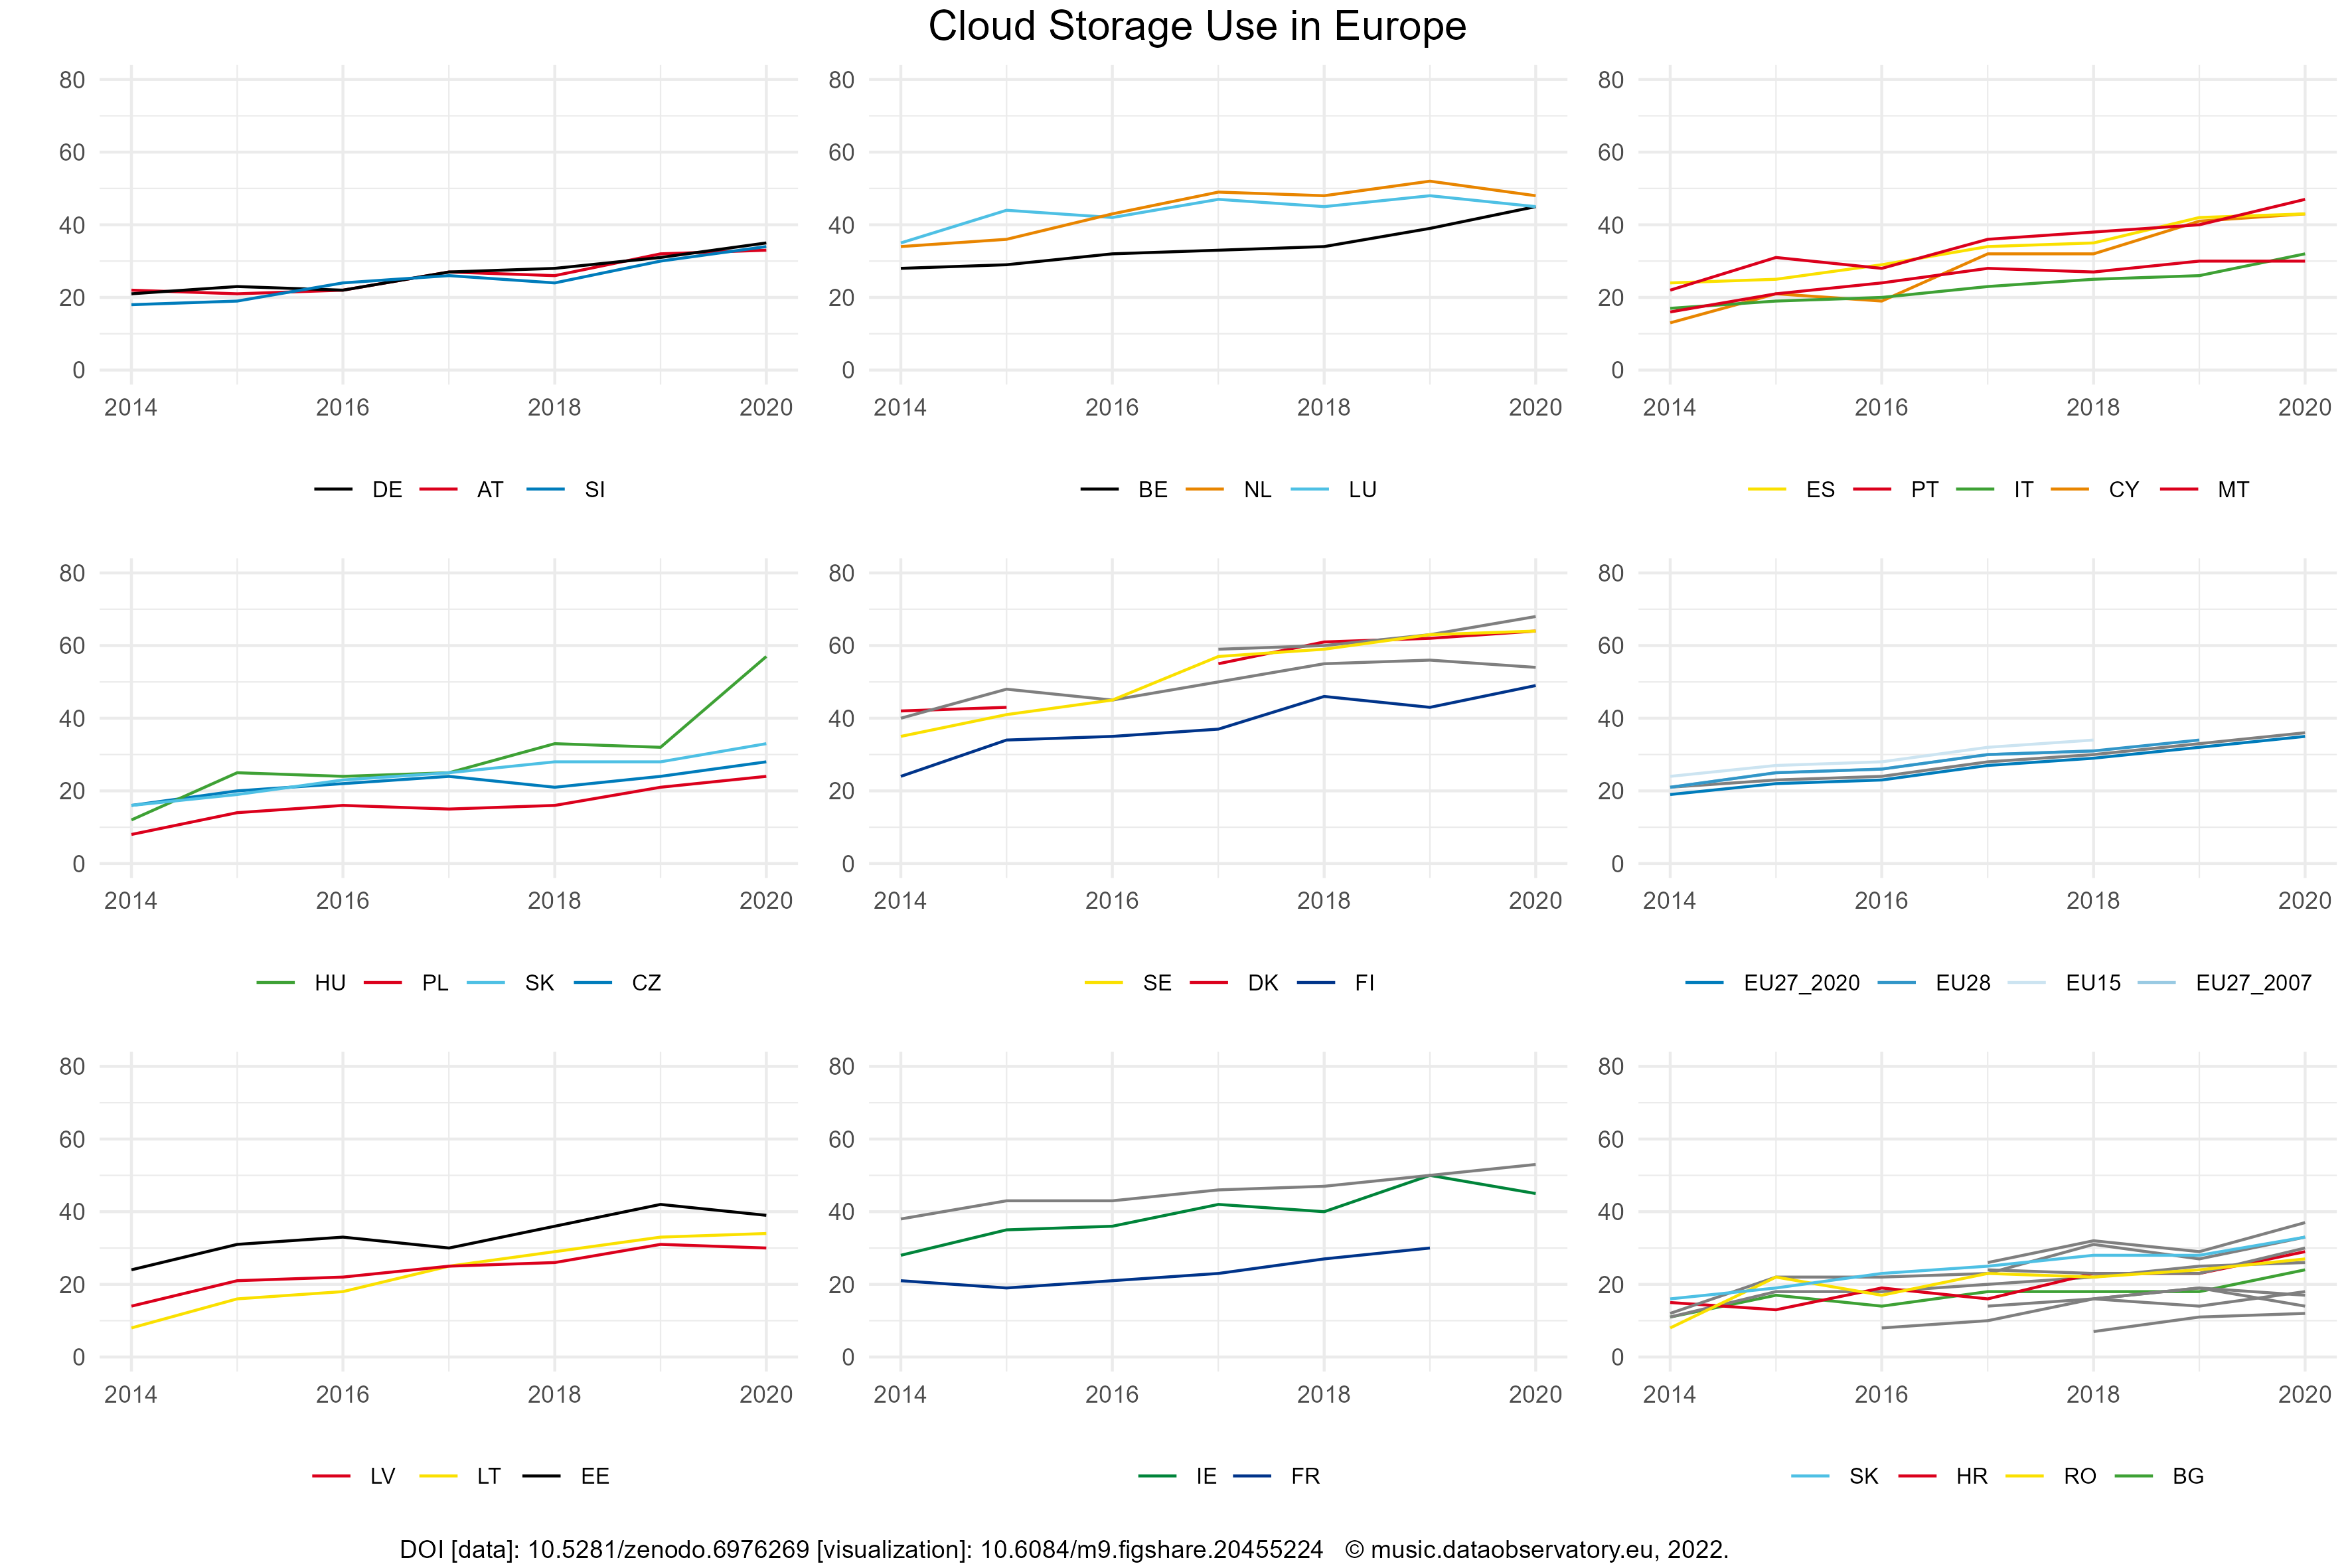 Cloud Storage Use in Europe
80 80 80
60 60 60
40 40 40
20 20 20
0 0 0
2014 2016 2018 2020 2014 2016 2018 2020 2014 2016 2018 2020
DE AT SI BE NL LU ES PT IT CY MT
80 80 80
60 60 60
40 40 40
20 20 20
0 0 0
2014 2016 2018 2020 2014 2016 2018 2020 2014 2016 2018 2020
HU PL SK CZ SE DK FI EU27_2020 EU28 EU15 EU27_2007
80 80 80
60 60 60
40 40 40
20 20 20
0 0 0
2014 2016 2018 2020 2014 2016 2018 2020 2014 2016 2018 2020
LV LT EE IE FR SK HR RO BG
DOI [data]: 10.5281/zenodo.6976269 [visualization]: 10.6084/m9.figshare.20455224 © music.dataobservatory.eu, 2022.